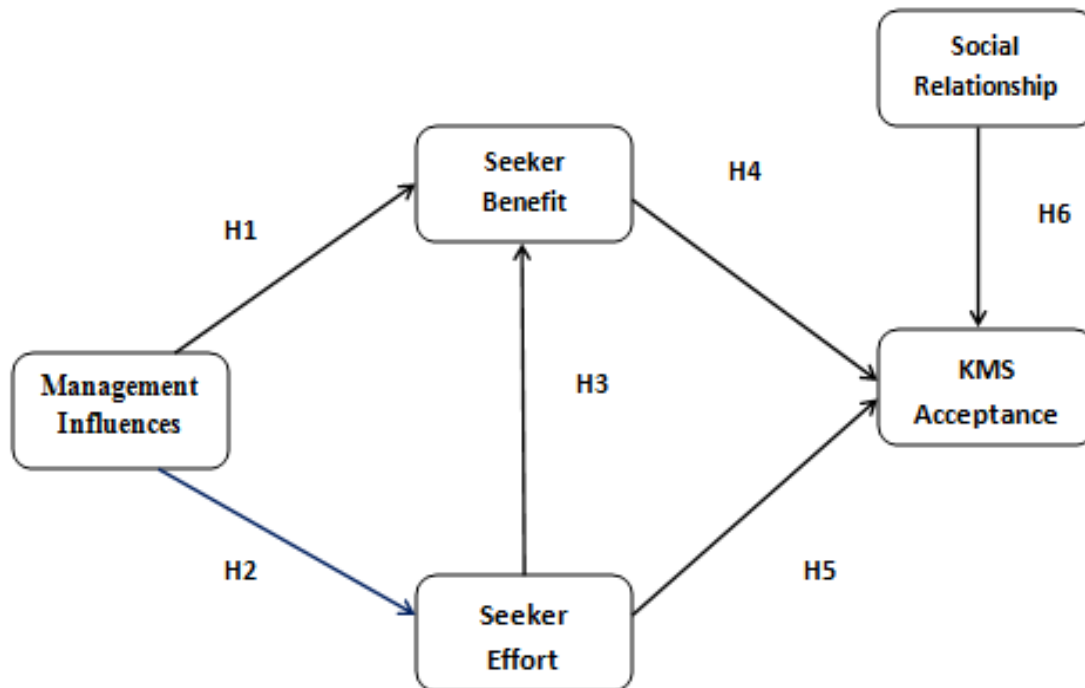 Social
Relationship
Seeker
Benefit
H4
H1
H6
Management
Influences
H3
KMS
Acceptance
H2
H5
Seeker
Effort